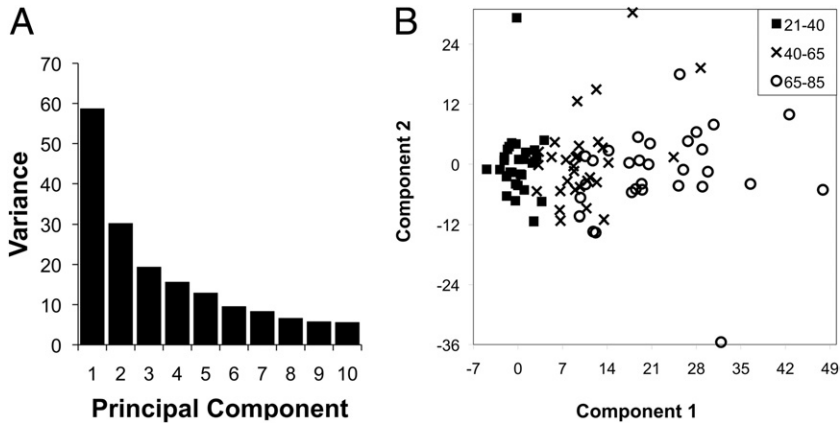 A
Variance
70
60
50
40
30
20
10
0
1 2 3 4 5 6 7 8 9 10
Principal Component
B
21-40
40-65
65-85
Component 2
24
12
0
-12
-24
-36
-7 0 7 14 21 28 35 42 49
Component 1